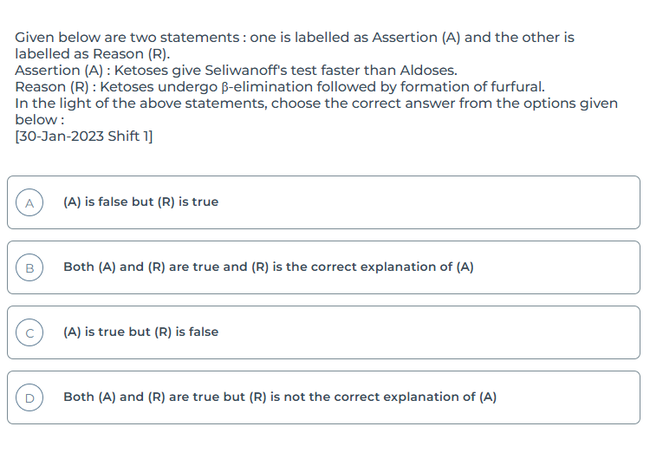 Given below are two statements : one is labelled as Assertion (A) and the other is
labelled as Reason (R).
Assertion (A) : Ketoses give Seliwanoff's test faster than Aldoses.
Reason (R) : Ketoses undergo β-elimination followed by formation of furfural.
In the light of the above statements, choose the correct answer from the options given
below :
[30-Jan-2023 Shift 1]
A (A) is false but (R) is true
B Both (A) and (R) are true and (R) is the correct explanation of (A)
C (A) is true but (R) is false
D Both (A) and (R) are true but (R) is not the correct explanation of (A)